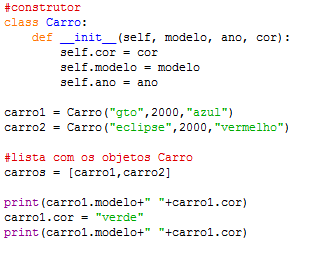 #construtor
class Carro:
    def __init__(self, modelo, ano, cor):
        self.cor = cor
        self.modelo = modelo
        self.ano = ano

carro1 = Carro("gto",2000,"azul")
carro2 = Carro("eclipse",2000,"vermelho")

#lista com os objetos Carro
carros = [carro1,carro2]

print(carro1.modelo+" "+carro1.cor)
carro1.cor = "verde"
print(carro1.modelo+" "+carro1.cor)